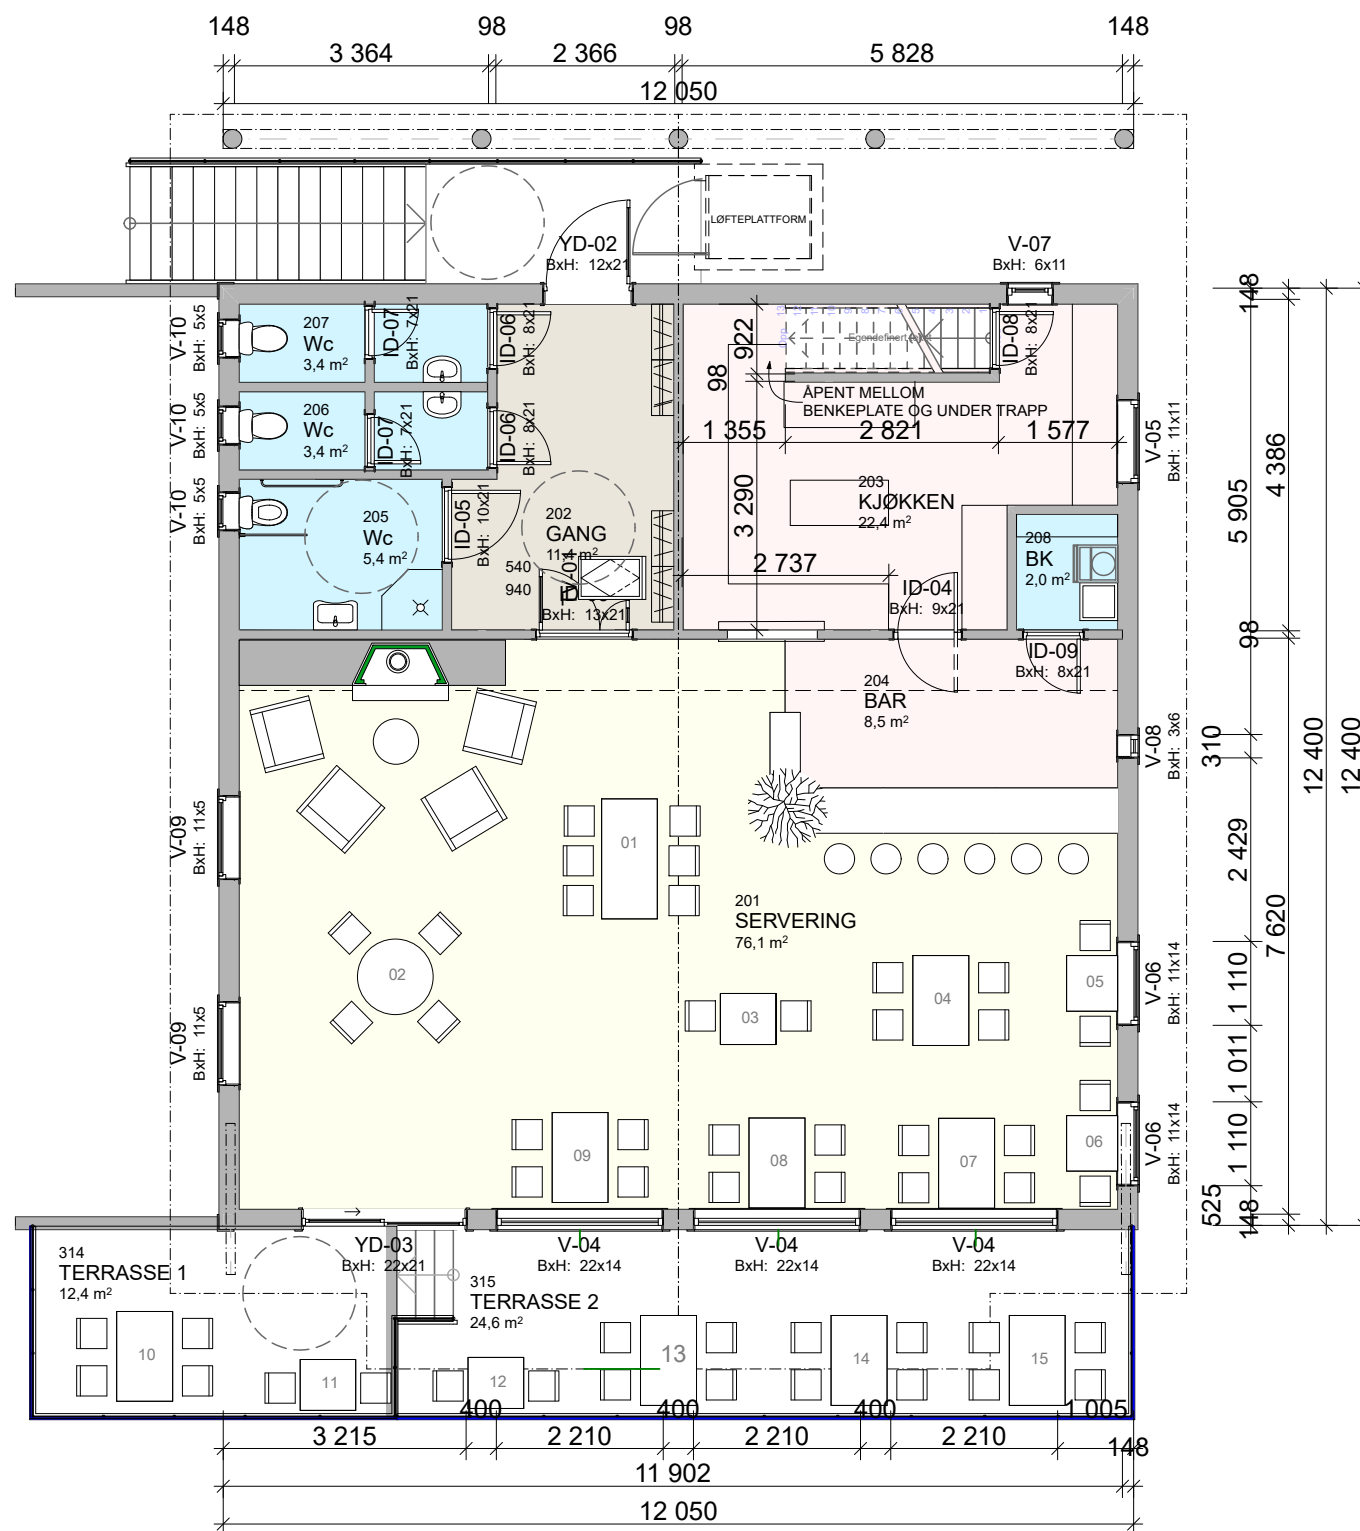 148
98
98
148
3 364
2 366
5 828
12 050
LØFTEPLATTFORM
YD-02
BxH: 12x21
V-07
BxH: 6x11
V-10
BxH: 5x5
207
Wc
3,4 m²
ID-07
BxH: 7x21
ID-06
BxH: 8x21
922
98
Egendefinert
ID-08
BxH: 8x21
148
ÅPENT MELLOM
BENKEPLATE OG UNDER TRAPP
V-10
BxH: 5x5
206
Wc
3,4 m²
ID-07
BxH: 7x21
ID-06
BxH: 8x21
1 355
2 821
1 577
V-05
BxH: 11x11
4 386
5 905
V-10
BxH: 5x5
205
Wc
5,4 m²
ID-05
BxH: 10x21
202
GANG
11,4 m²
540
940
BxH: 13x21
3 290
203
KJØKKEN
22,4 m²
2 737
ID-04
BxH: 9x21
208
BK
2,0 m²
98
ID-09
BxH: 8x21
204
BAR
8,5 m²
V-08
BxH: 3x6
310
12 400
12 400
V-09
BxH: 11x5
01
2 429
201
SERVERING
76,1 m²
7 620
02
03
04
05
V-06
BxH: 11x14
1 110
V-09
BxH: 11x5
1 011
09
08
07
06
V-06
BxH: 11x14
1 110
525
148
314
TERRASSE 1
12,4 m²
YD-03
BxH: 22x21
315
TERRASSE 2
24,6 m²
V-04
BxH: 22x14
V-04
BxH: 22x14
V-04
BxH: 22x14
10
11
12
13
14
15
400
400
400
1 005
3 215
2 210
2 210
2 210
148
11 902
12 050